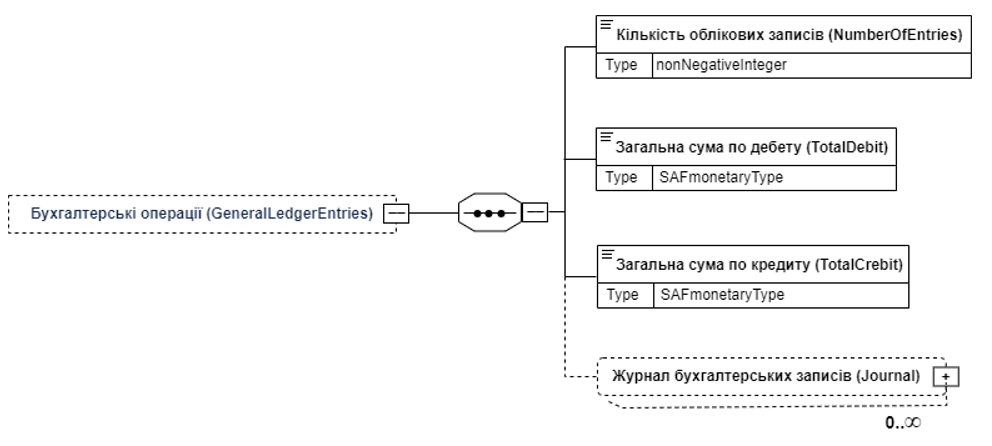 Кількість облікових записів (NumberOfEntries)
Type nonNegativeInteger
Загальна сума по дебету (TotalDebit)
Type SAFmonetaryType
Бухгалтерські операції (GeneralLedgerEntries)
Загальна сума по кредиту (TotalCrebit)
Type SAFmonetaryType
Журнал бухгалтерських записів (Journal)
0..∞